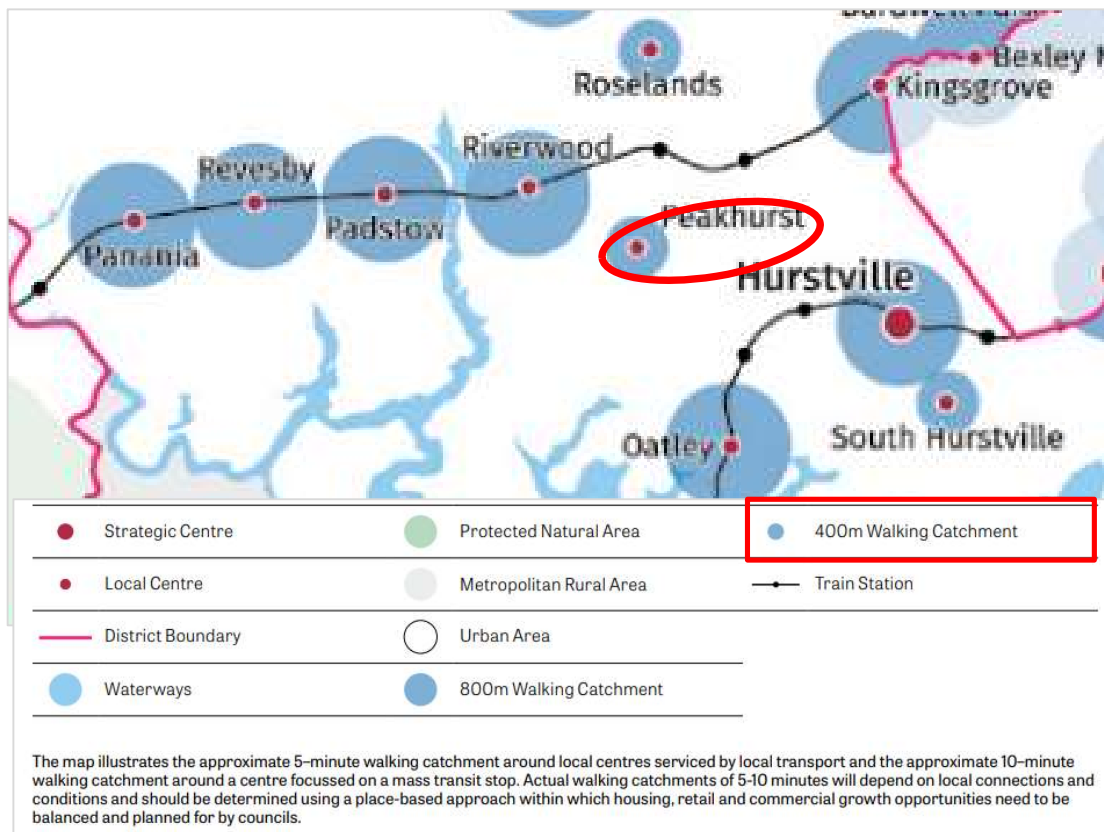 Roselands
Bexley N
Kingsgrove
Riverwood
Revesby
Padstow
Peakhurst
Panania
Hurstville
Oatley
South Hurstville
Strategic Centre
Protected Natural Area
400m Walking Catchment
Local Centre
Metropolitan Rural Area
Train Station
District Boundary
Urban Area
Waterways
800m Walking Catchment
The map illustrates the approximate 5–minute walking catchment around local centres serviced by local transport and the approximate 10–minute
walking catchment around a centre focussed on a mass transit stop. Actual walking catchments of 5-10 minutes will depend on local connections and
conditions and should be determined using a place-based approach within which housing, retail and commercial growth opportunities need to be
balanced and planned for by councils.